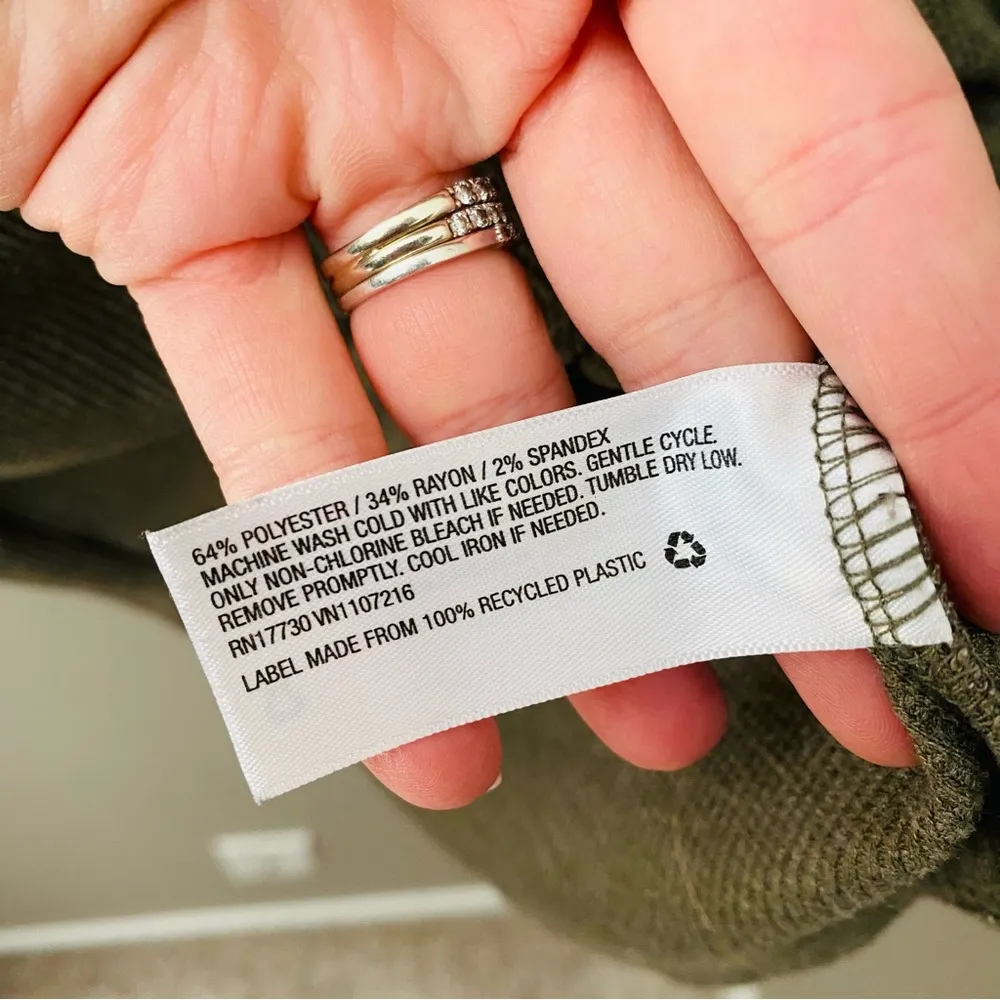 64% POLYESTER / 34% RAYON / 2% SPANDEX
MACHINE WASH COLD WITH LIKE COLORS. GENTLE CYCLE.
ONLY NON-CHLORINE BLEACH IF NEEDED. TUMBLE DRY LOW.
REMOVE PROMPTLY. COOL IRON IF NEEDED.
RN17730 VN1107216
LABEL MADE FROM 100% RECYCLED PLASTIC